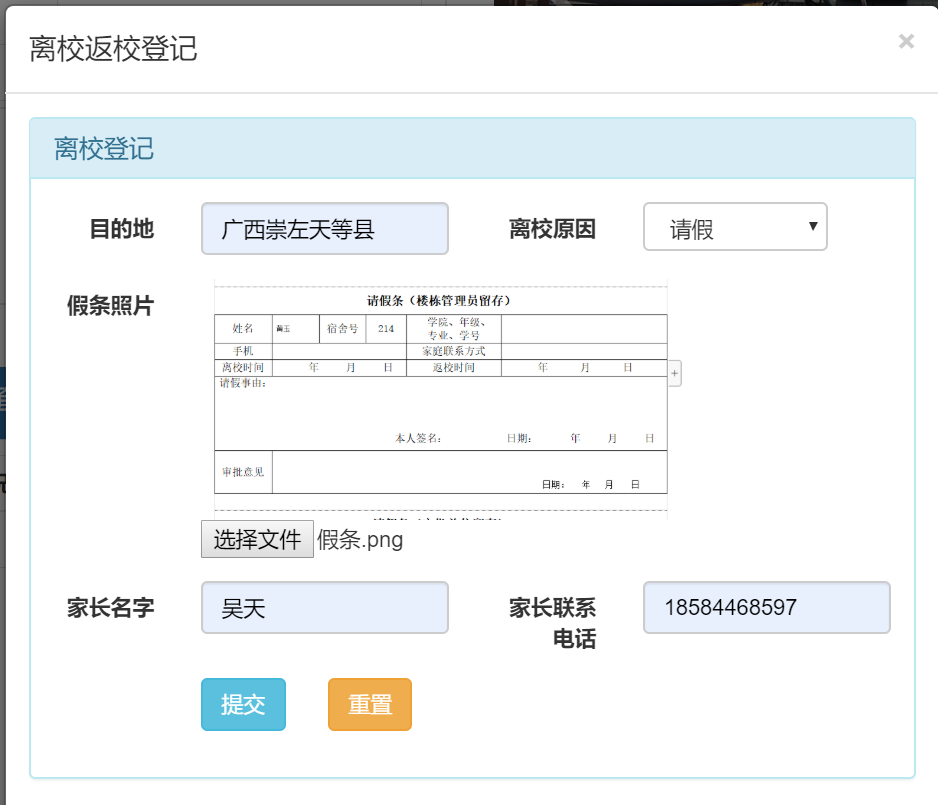 离校返校登记
×
离校登记
目的地 广西崇左天等县 离校原因 请假
假条照片
请假条（楼栋管理员留存）
姓名 黄玉 宿舍号 214 学院、年级、
专业、学号
手机 家庭联系方式
离校时间 年 月 日 返校时间 年 月 日
请假事由：
本人签名： 日期： 年 月 日
审批意见
日期： 年 月 日
选择文件 假条.png
家长名字 吴天 家长联系
电话 18584468597
提交 重置